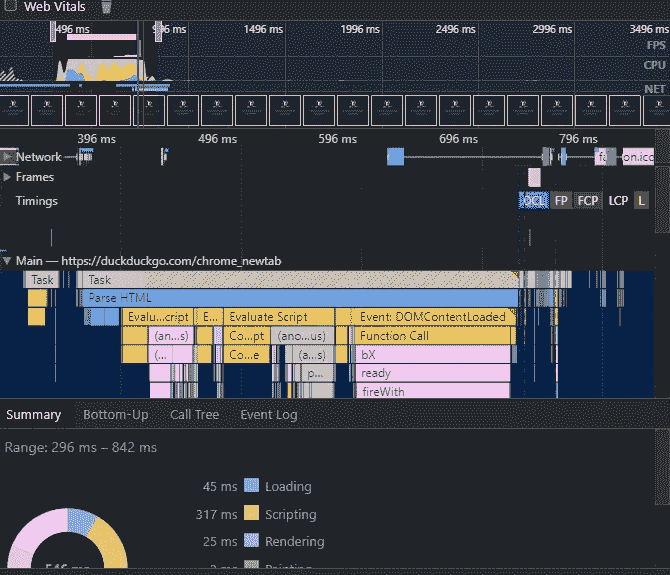 Web Vitals
496 ms 996 ms 1496 ms 1996 ms 2496 ms 2996 ms 3496 ms
FPS
CPU
NET
396 ms 496 ms 596 ms 696 ms 796 ms
Network fa on.ico
Frames
Timings OCL FP FCP LCP L
Main — https://duckduckgo.com/chrome_newtab
Task Task
Parse HTML
Evalu...cript E... Evaluate Script Event: DOMContentLoaded
(an...s) Co...pt (ano...us) Function Call
(... Co...e (a...s) bX
p... ready
fireWith
Summary Bottom-Up Call Tree Event Log
Range: 296 ms – 842 ms
45 ms Loading
317 ms Scripting
25 ms Rendering
546 ms